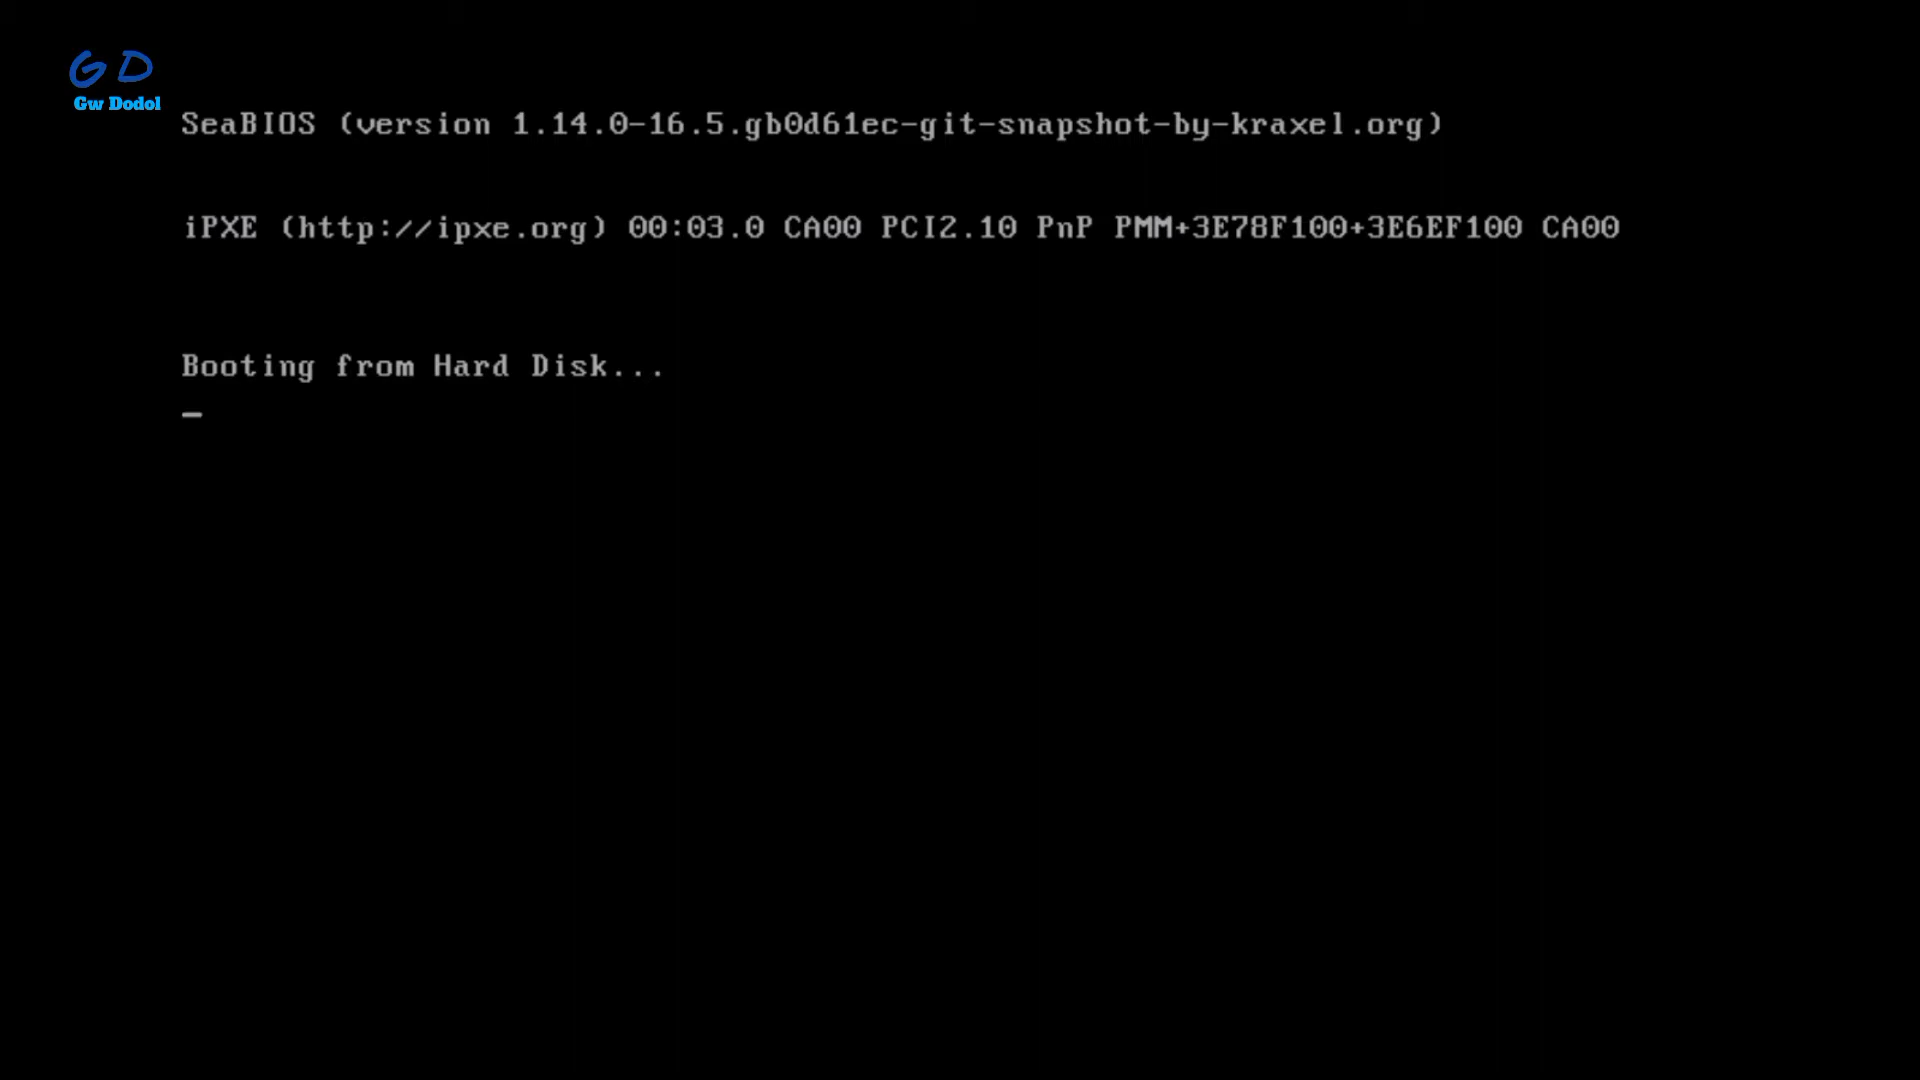 G D
Gw Dodol
SeaBIOS (version 1.14.0-16.5.gb0d61ec-git-snapshot-by-kraxel.org)
iPXE (http://ipxe.org) 00:03.0 CA00 PCI2.10 PnP PMM+3E78F100+3E6EF100 CA00
Booting from Hard Disk...
_